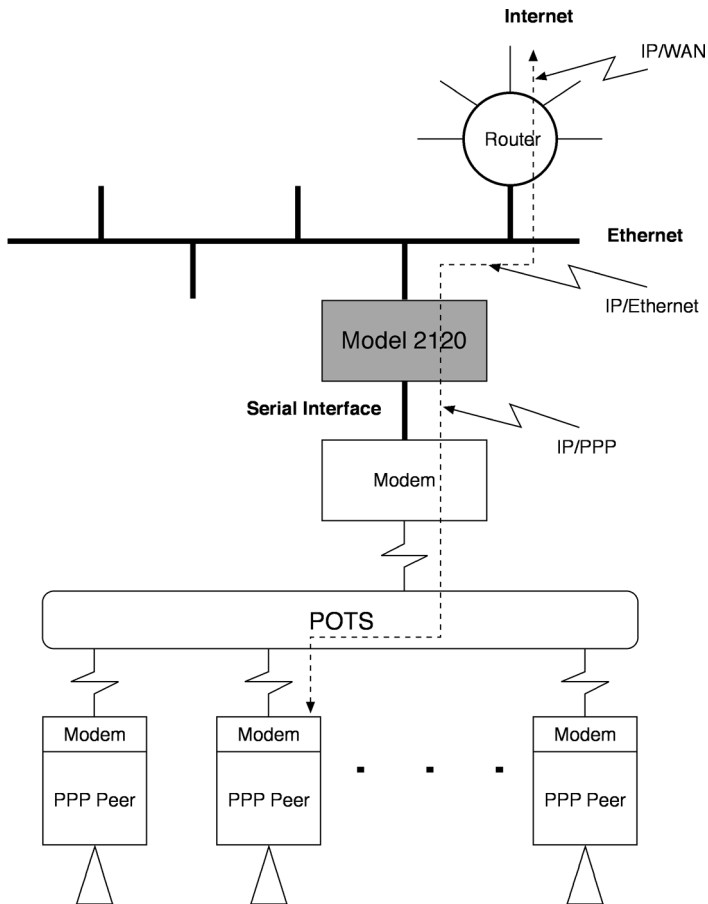 Internet
IP/WAN
Router
Ethernet
IP/Ethernet
Model 2120
Serial Interface
IP/PPP
Modem
POTS
Modem
Modem
Modem
PPP Peer
PPP Peer
PPP Peer